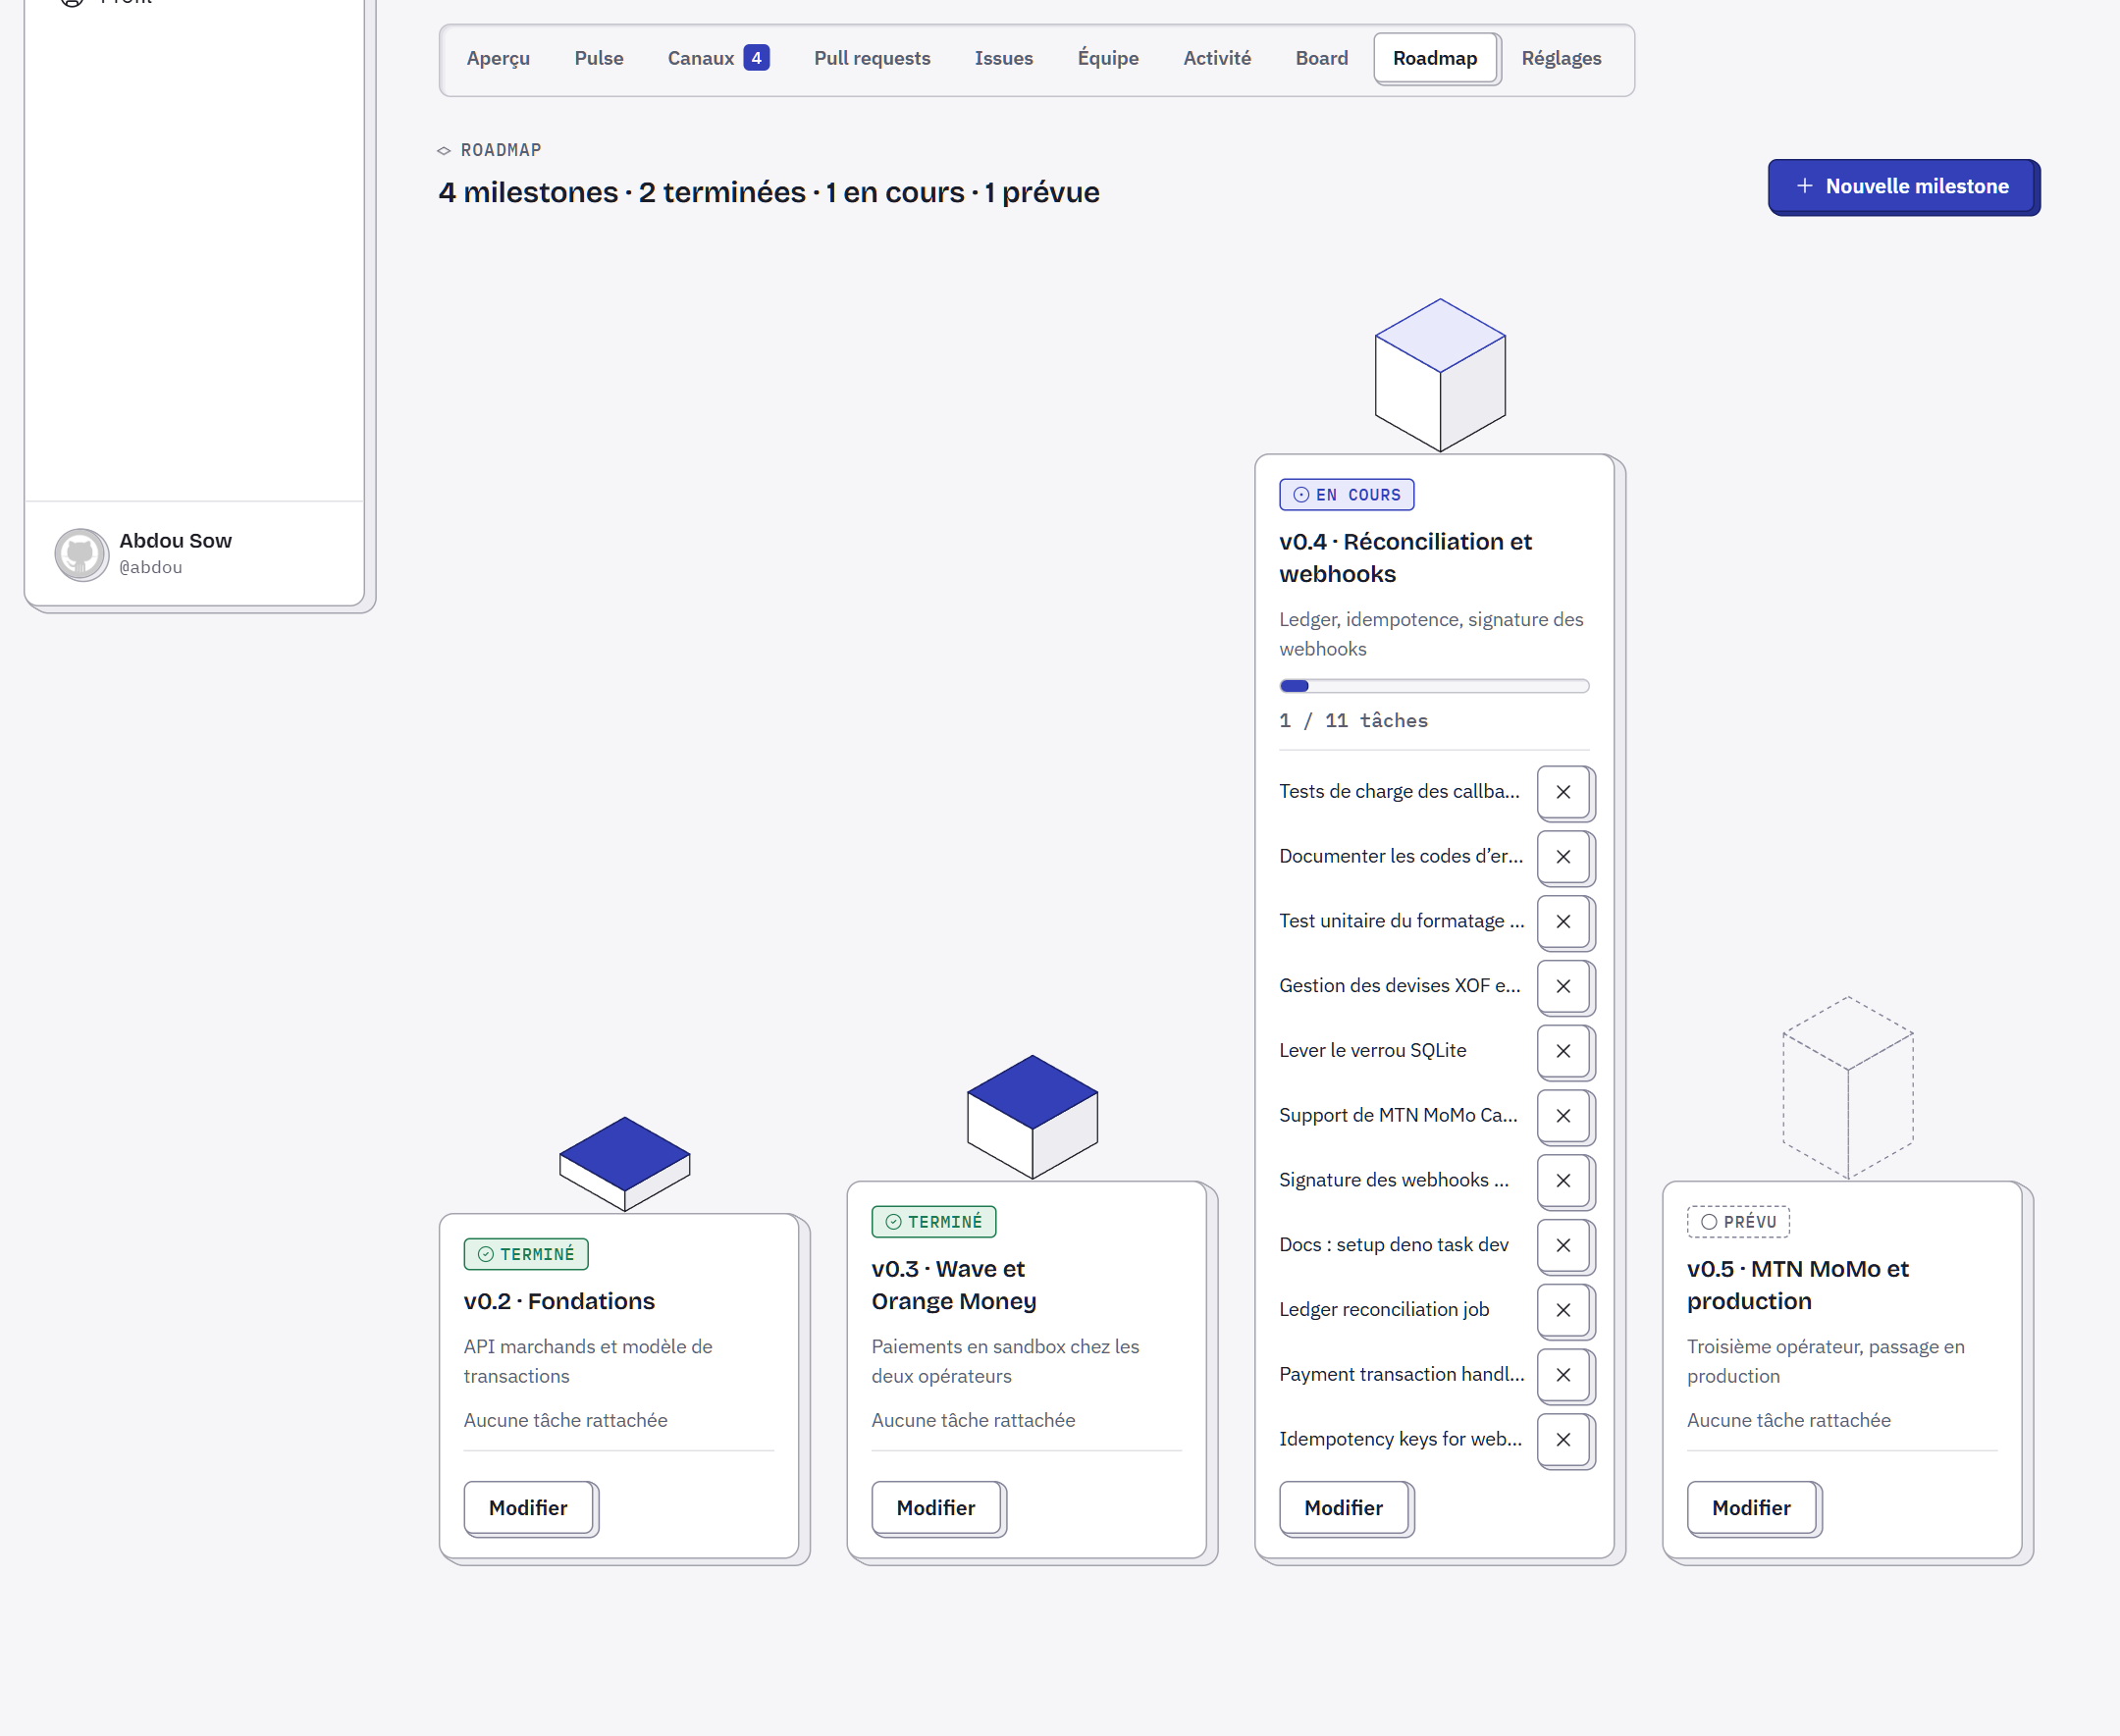 Profil
Aperçu
Pulse
Canaux 4
Pull requests
Issues
Équipe
Activité
Board
Roadmap
Réglages
ROADMAP
4 milestones · 2 terminées · 1 en cours · 1 prévue
+ Nouvelle milestone
Abdou Sow
@abdou
TERMINÉ
v0.2 · Fondations
API marchands et modèle de
transactions
Aucune tâche rattachée
Modifier
TERMINÉ
v0.3 · Wave et
Orange Money
Paiements en sandbox chez les
deux opérateurs
Aucune tâche rattachée
Modifier
EN COURS
v0.4 · Réconciliation et
webhooks
Ledger, idempotence, signature des
webhooks
1 / 11 tâches
Tests de charge des callba...
Documenter les codes d’er...
Test unitaire du formatage ...
Gestion des devises XOF e...
Lever le verrou SQLite
Support de MTN MoMo Ca...
Signature des webhooks ...
Docs : setup deno task dev
Ledger reconciliation job
Payment transaction handl...
Idempotency keys for web...
Modifier
PRÉVU
v0.5 · MTN MoMo et
production
Troisième opérateur, passage en
production
Aucune tâche rattachée
Modifier